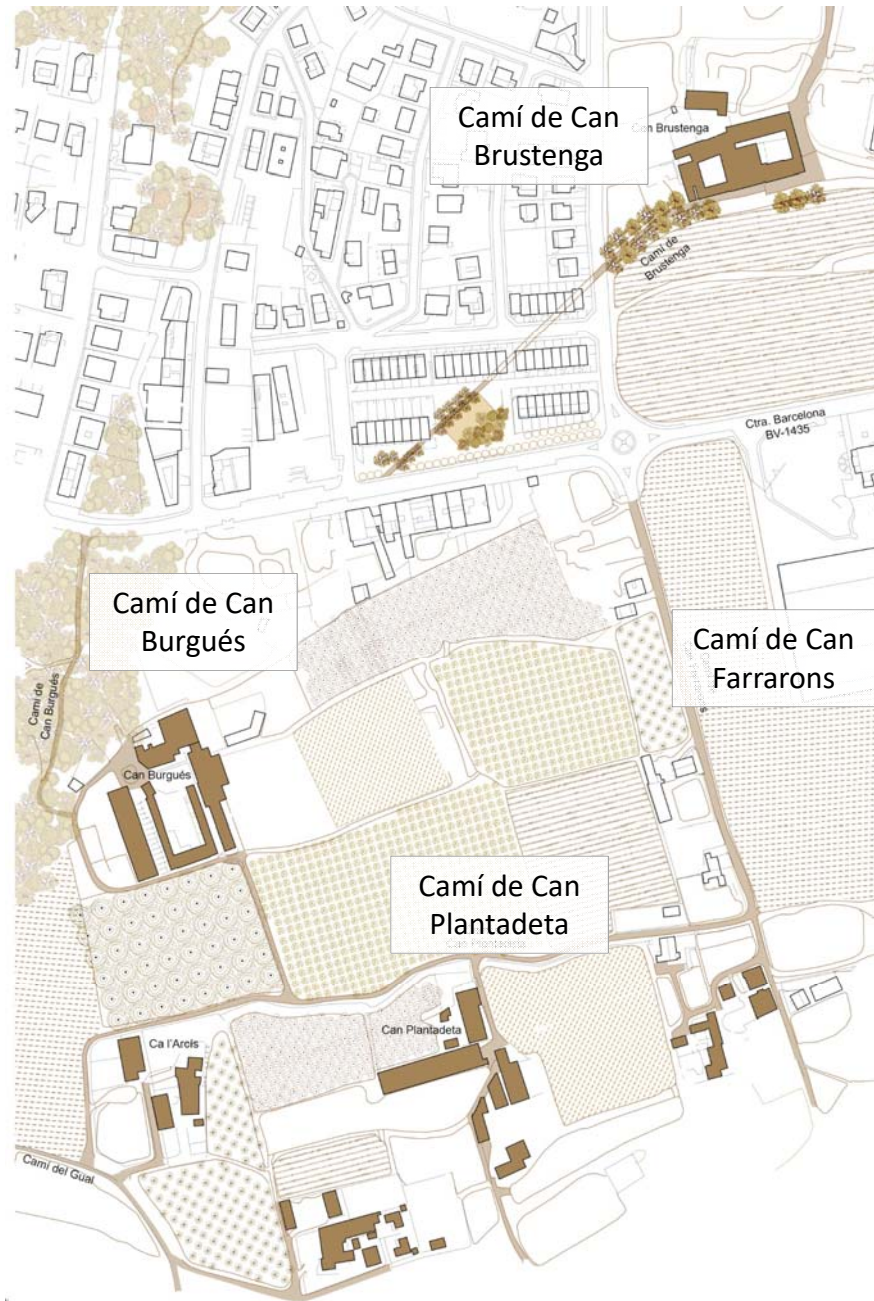 Camí de Can
Brustenga
Can Brustenga
Camí de
Brustenga
Ctra. Barcelona
BV-1435
Camí de Can
Burgués
Camí de Can
Farrarons
Camí de
Can Burgués
Can Burgués
Camí de Can
Plantadeta
Can Plantadeta
Ca l'Arcís
Camí del Gual